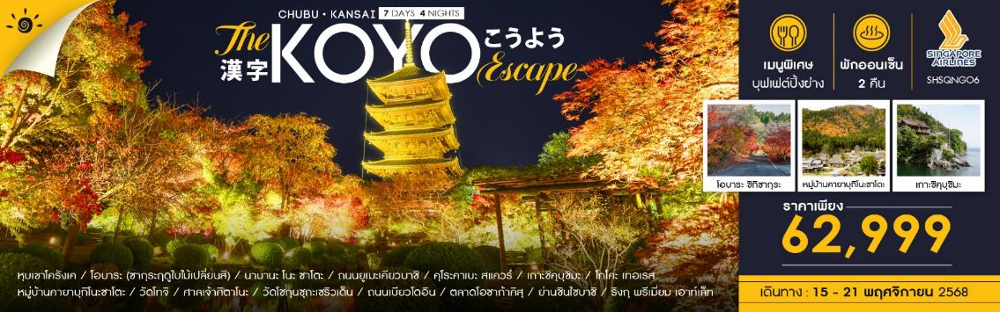 CHUBU • KANSAI 7 DAYS 4 NIGHTS
The KOYO こうよう
漢字 Escape
เมนูพิเศษ
บุฟเฟต์ปิ้งย่าง
พักออนเซ็น
2 คืน
SINGAPORE
AIRLINES
SHSQNGO6
โอบาระ ชิกิซากุระ
หมู่บ้านคายาบุกิโนะซาโตะ
เกาะชิคุบุชิมะ
ราคาเพียง
62,999
หุบเขาโครังเค / โอบาระ (ซากุระฤดูใบไม้เปลี่ยนสี) / นาบานะ โนะ ซาโตะ / ถนนยูเมะเคียวบาชิ / คุโรคาเบะ สแควร์ / เกาะชิคุบุชิมะ / โกโคะ เทอเรส
หมู่บ้านคายาบุกิโนะซาโตะ / วัดโทจิ / ศาลเจ้าคิตาโนะ / วัดโชกุนซุกะเซริวเด็น / ถนนเบียวโดอิน / ตลาดโอซาก้าคิสุ / ย่านชินไซบาชิ / ริงกุ พรีเมี่ยม เอาท์เล็ท
เดินทาง : 15 - 21 พฤศจิกายน 2568